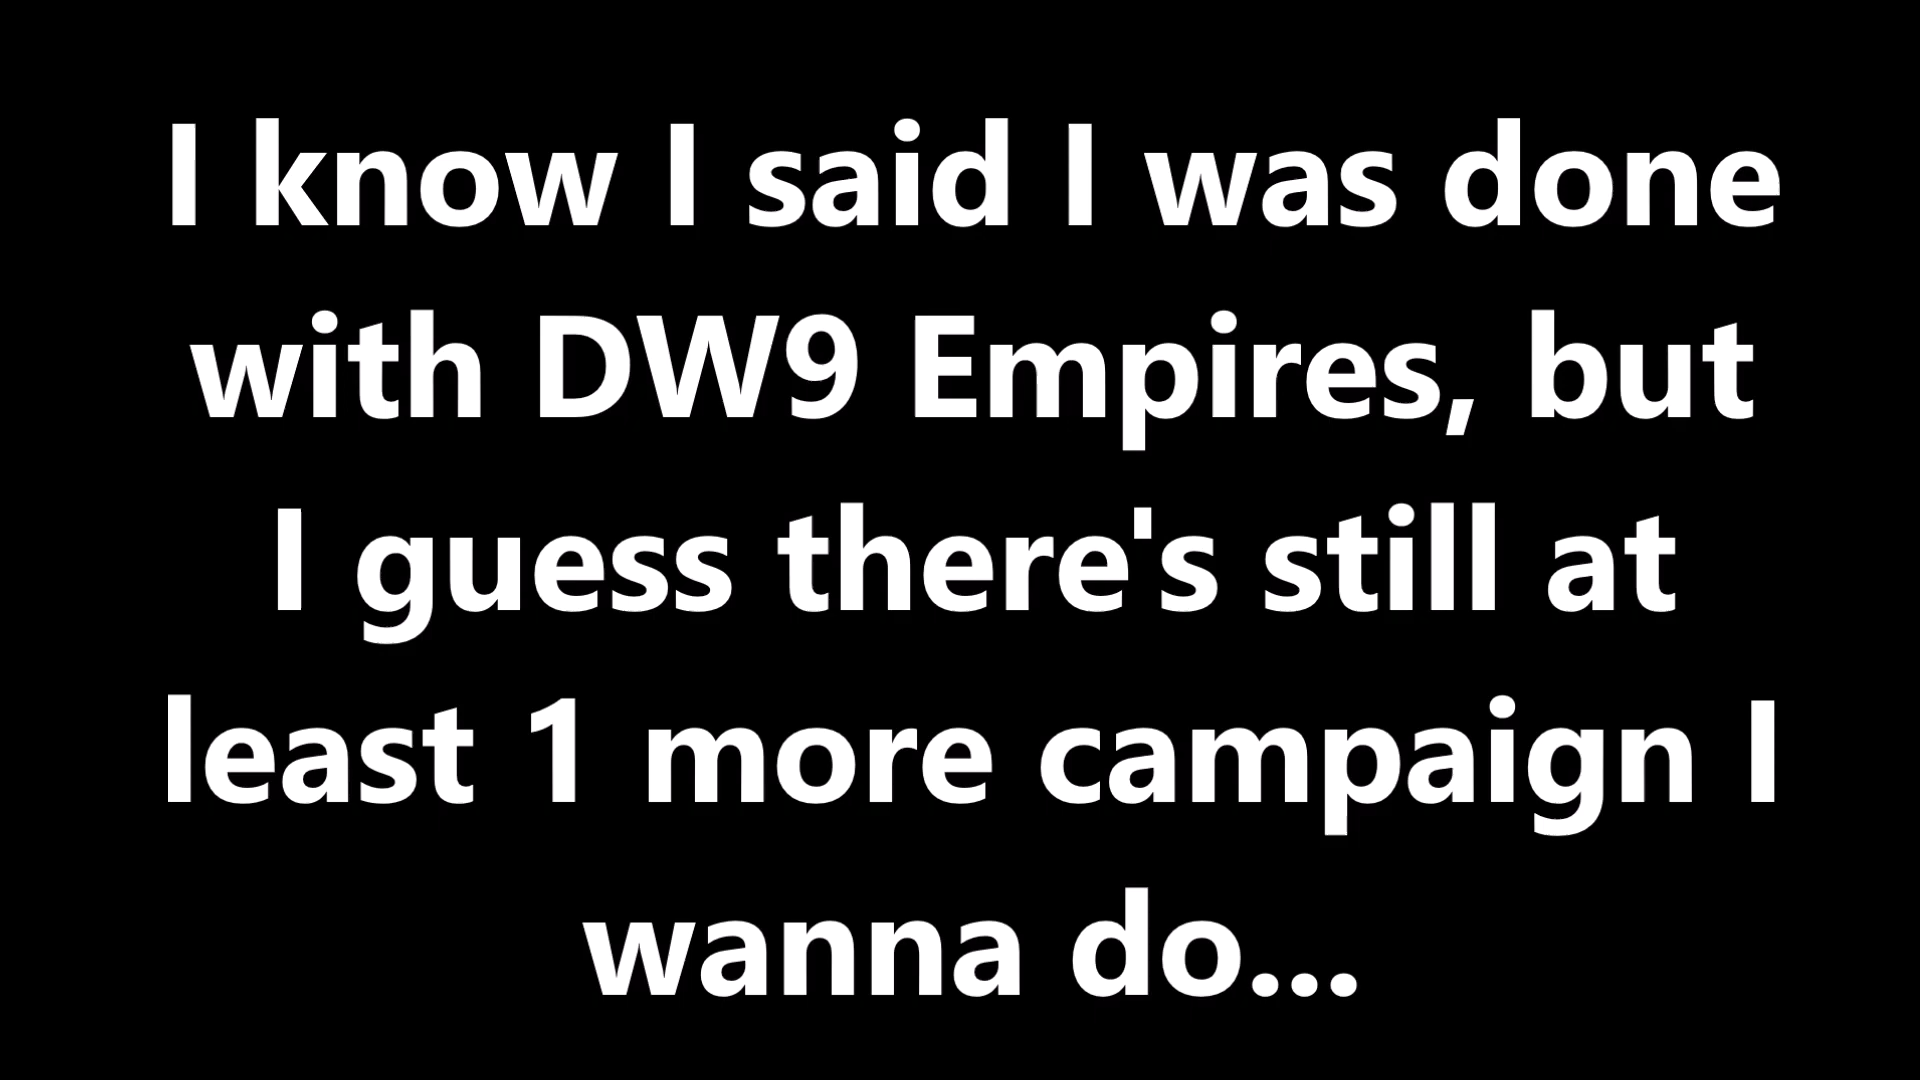 I know I said I was done
with DW9 Empires, but
I guess there's still at
least 1 more campaign I
wanna do...